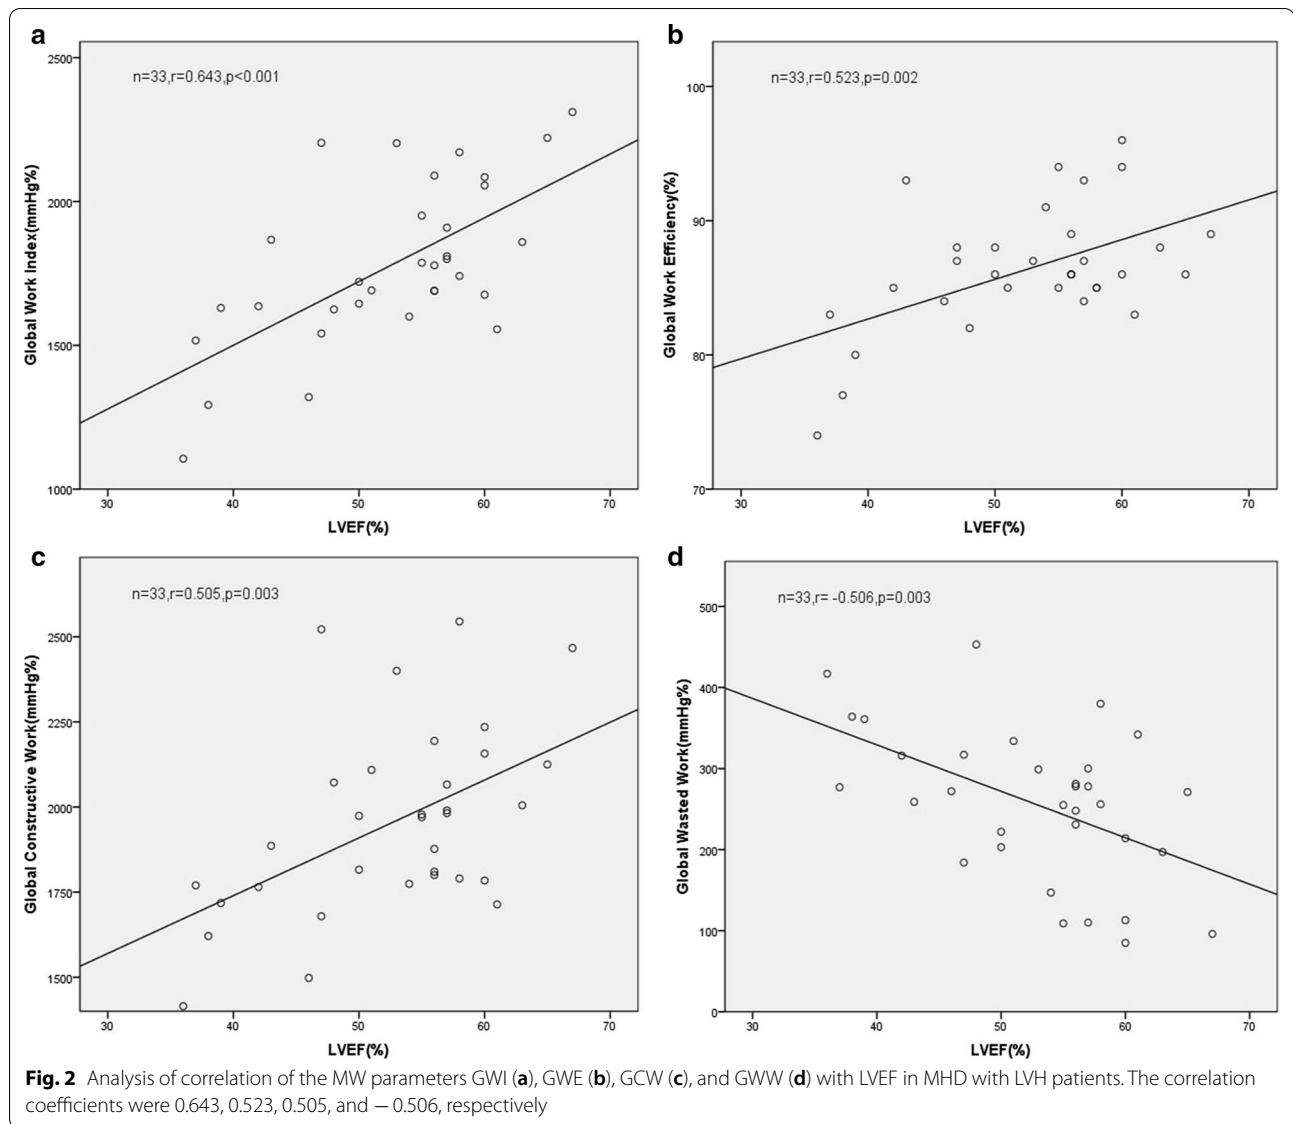 a
n=33,r=0.643,p<0.001
Global Work Index(mmHg%)
2500
2000
1500
1000
30 40 50 60 70
LVEF(%)
b
n=33,r=0.523,p=0.002
Global Work Efficiency(%)
100
90
80
70
30 40 50 60 70
LVEF(%)
c
n=33,r=0.505,p=0.003
Global Constructive Work(mmHg%)
2500
2250
2000
1750
1500
30 40 50 60 70
LVEF(%)
d
n=33,r= -0.506,p=0.003
Global Wasted Work(mmHg%)
500
400
300
200
100
0
30 40 50 60 70
LVEF(%)
Fig. 2 Analysis of correlation of the MW parameters GWI (a), GWE (b), GCW (c), and GWW (d) with LVEF in MHD with LVH patients. The correlation
coefficients were 0.643, 0.523, 0.505, and − 0.506, respectively